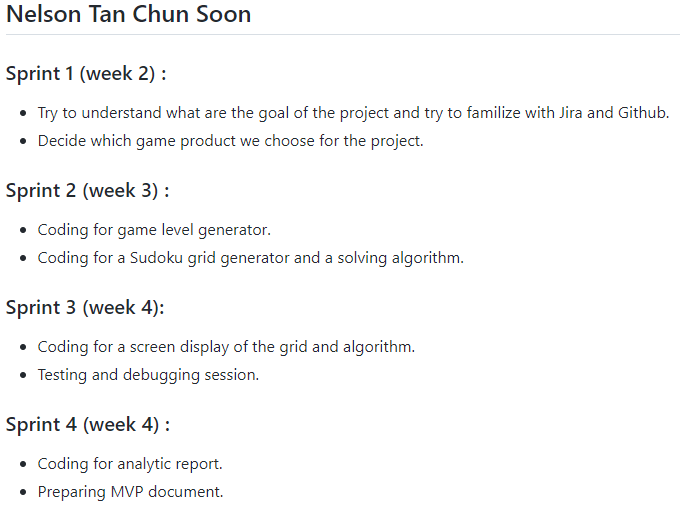 Nelson Tan Chun Soon
Sprint 1 (week 2) :
• Try to understand what are the goal of the project and try to familize with Jira and Github.
• Decide which game product we choose for the project.
Sprint 2 (week 3) :
• Coding for game level generator.
• Coding for a Sudoku grid generator and a solving algorithm.
Sprint 3 (week 4):
• Coding for a screen display of the grid and algorithm.
• Testing and debugging session.
Sprint 4 (week 4) :
• Coding for analytic report.
• Preparing MVP document.